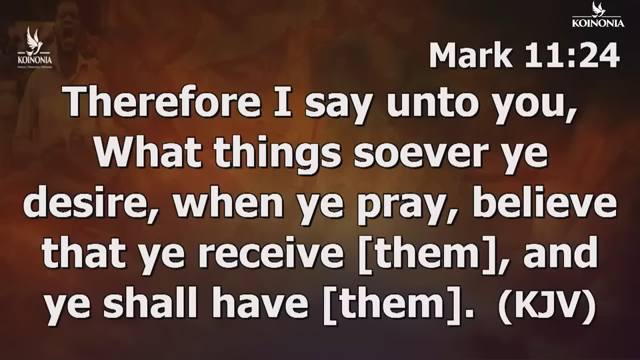 KOINONIA
KOINONIA
Mark 11:24
Therefore I say unto you,
What things soever ye
desire, when ye pray, believe
that ye receive [them], and
ye shall have [them]. (KJV)